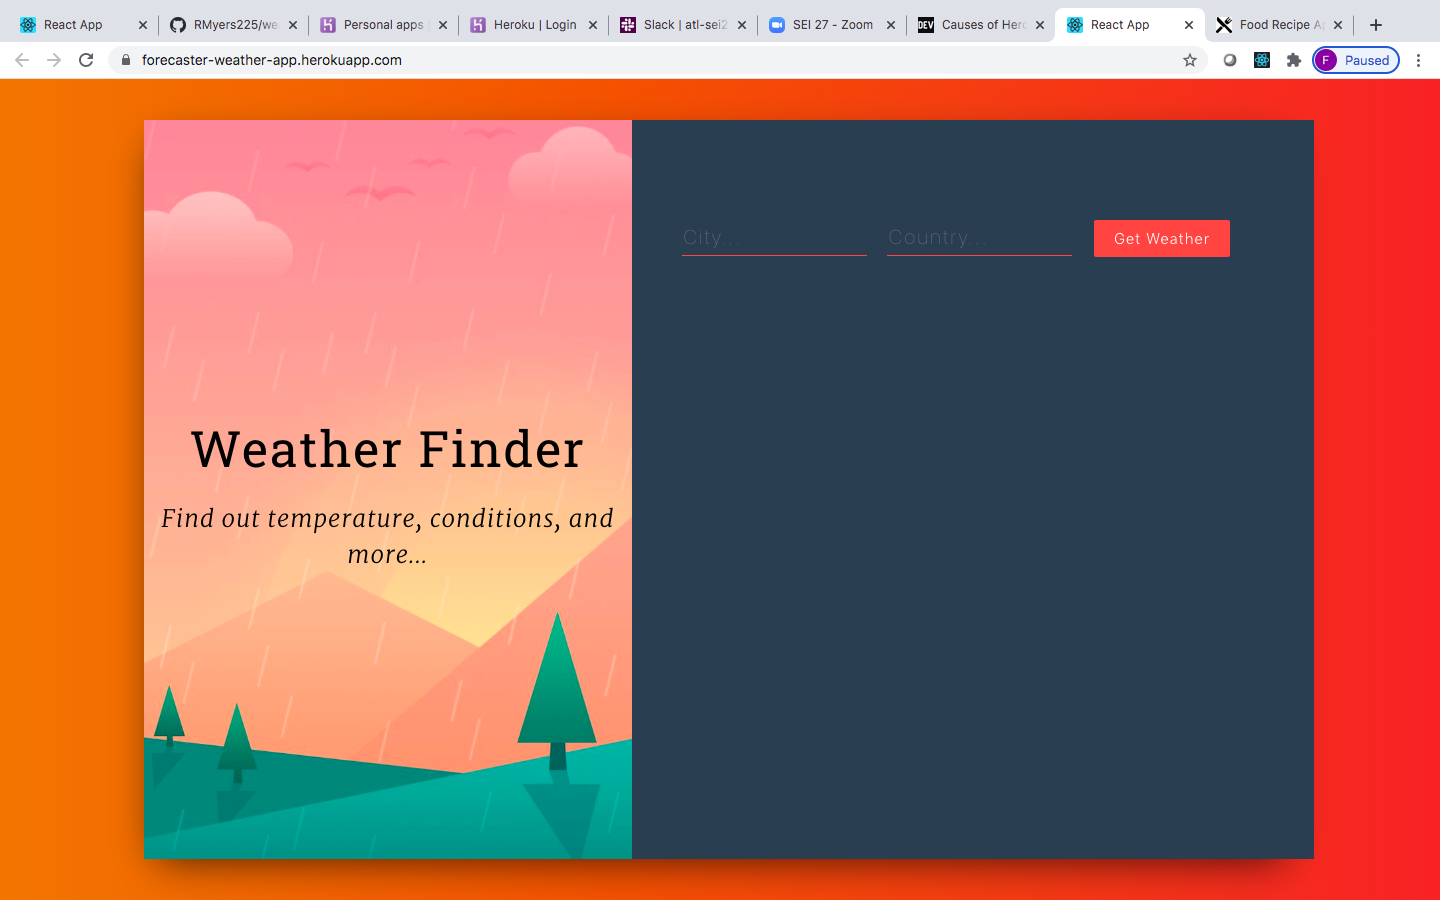 React App
RMyers225/we
Personal apps
Heroku | Login
Slack | atl-sei2
SEI 27 - Zoom
DEV
Causes of Hero
React App
Food Recipe A
forecaster-weather-app.herokuapp.com
F
Paused
City...
Country...
Get Weather
Weather Finder
Find out temperature, conditions, and
more...